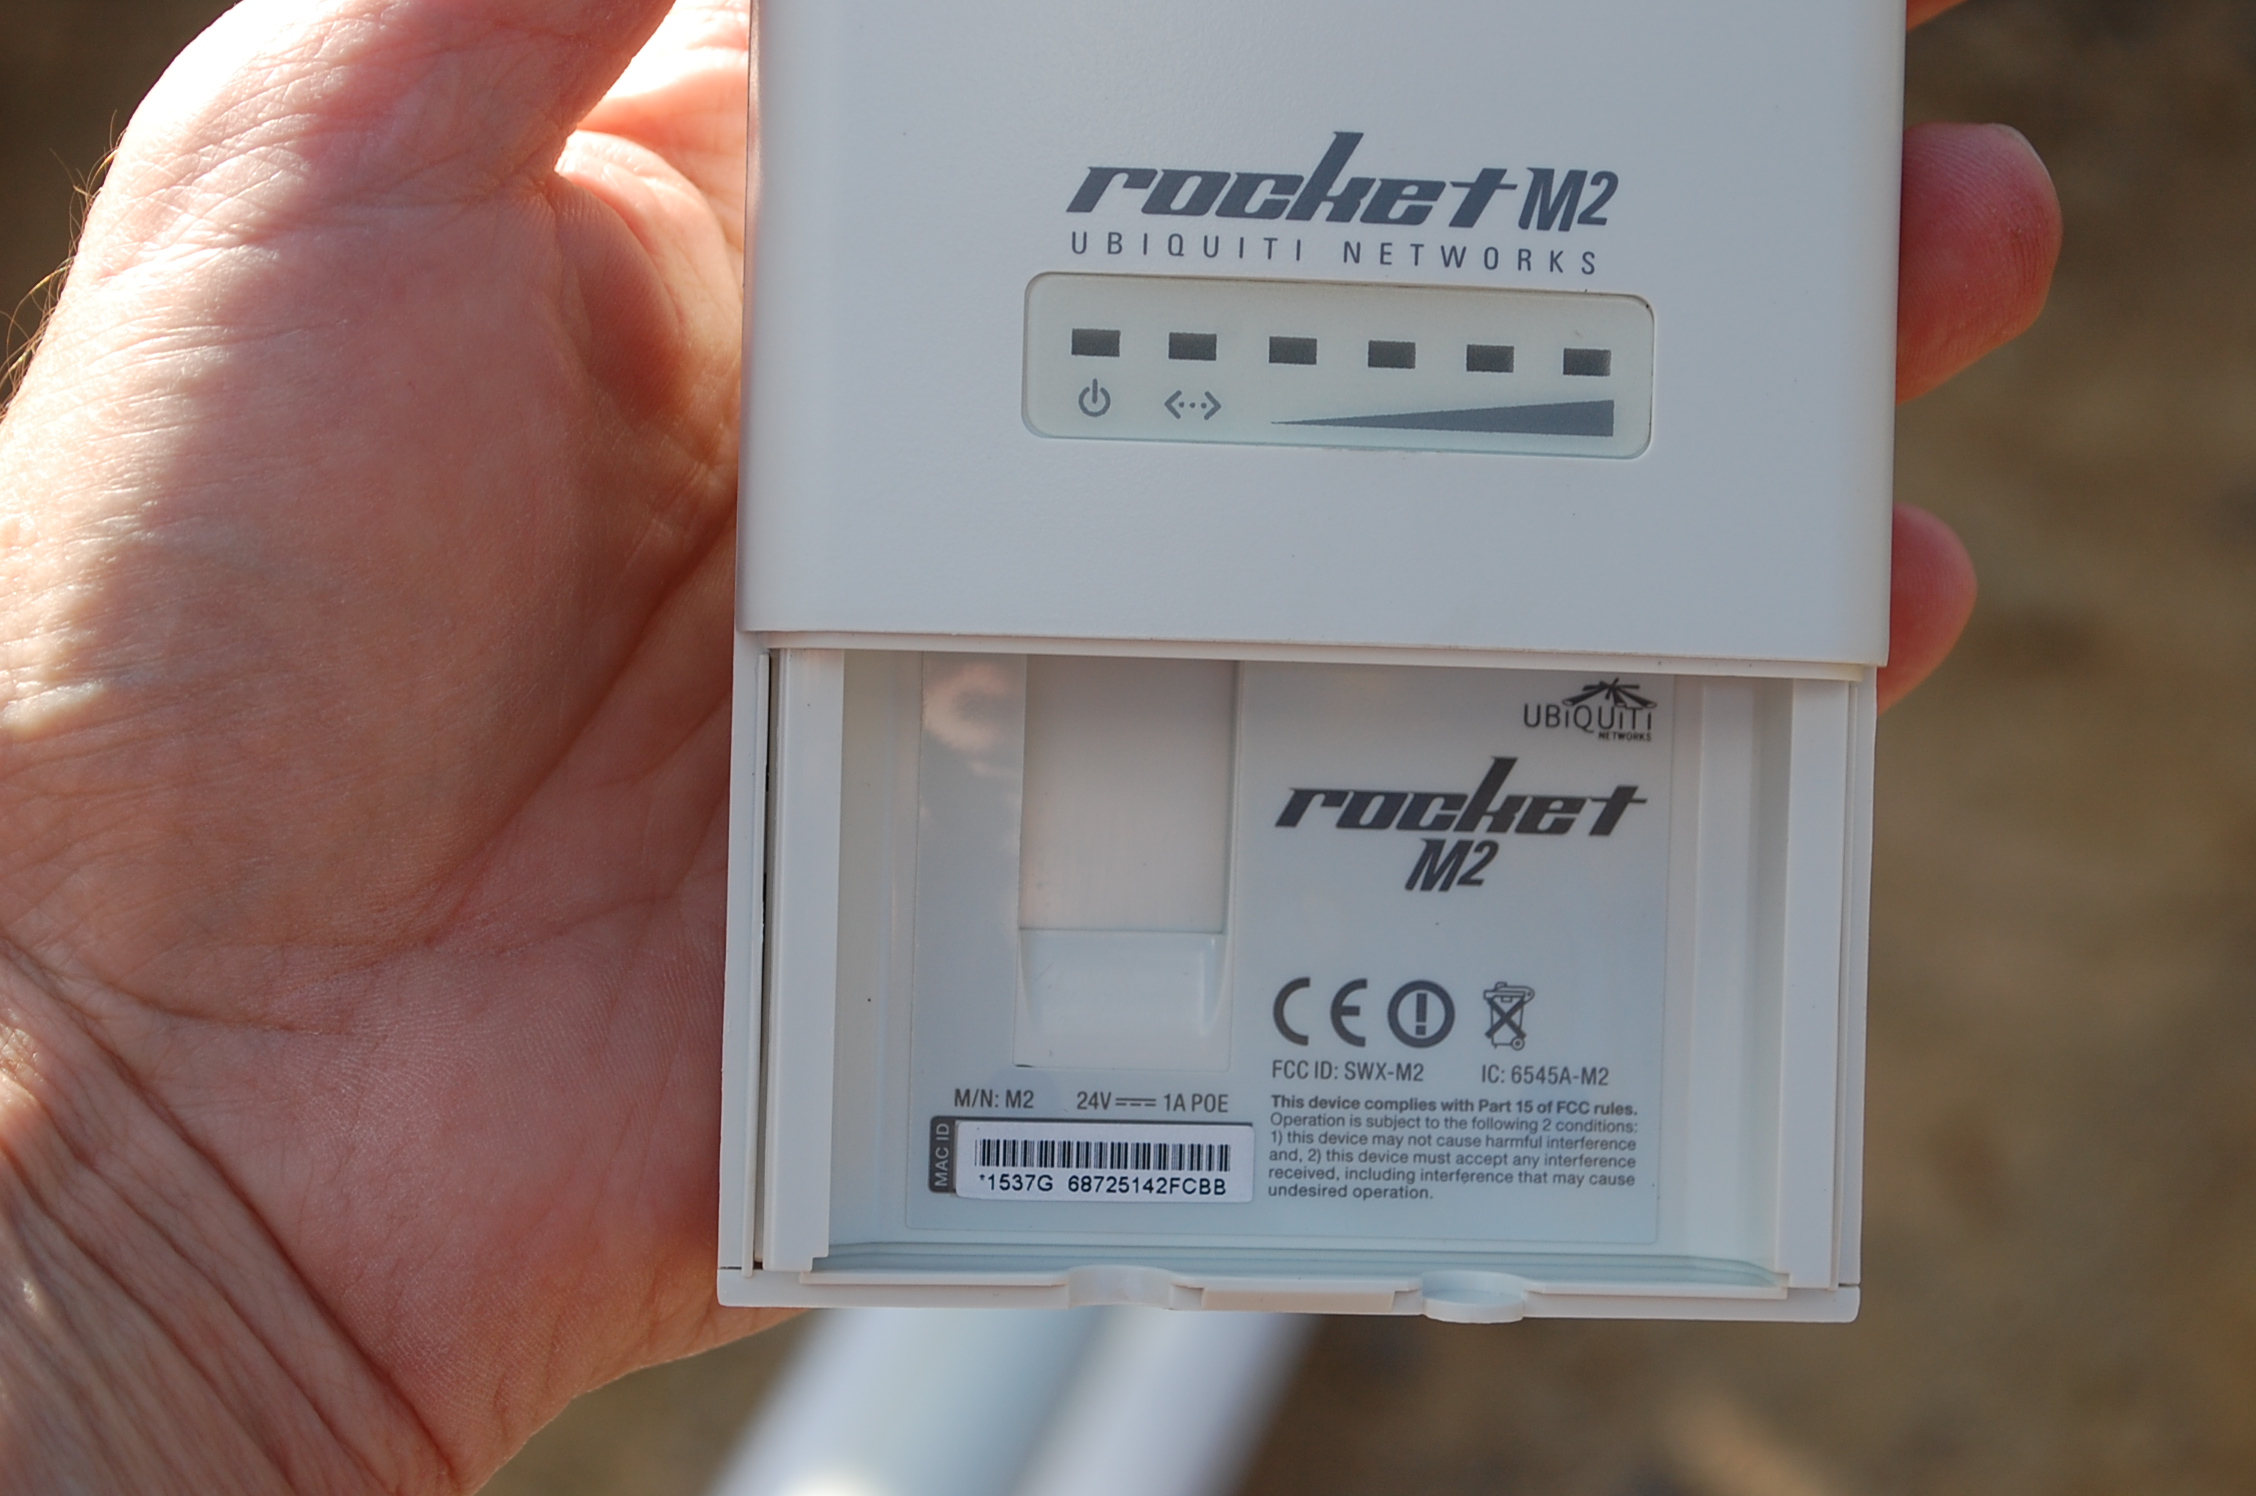 rocket M2
UBIQUITI NETWORKS
UBiQUiTi
NETWORKS
rocket
M2
CE
FCC ID: SWX-M2 IC: 6545A-M2
M/N: M2 24V 1A POE
MAC ID
*1537G 68725142FCBB
This device complies with Part 15 of FCC rules.
Operation is subject to the following 2 conditions:
1) this device may not cause harmful interference
and, 2) this device must accept any interference
received, including interference that may cause
undesired operation.